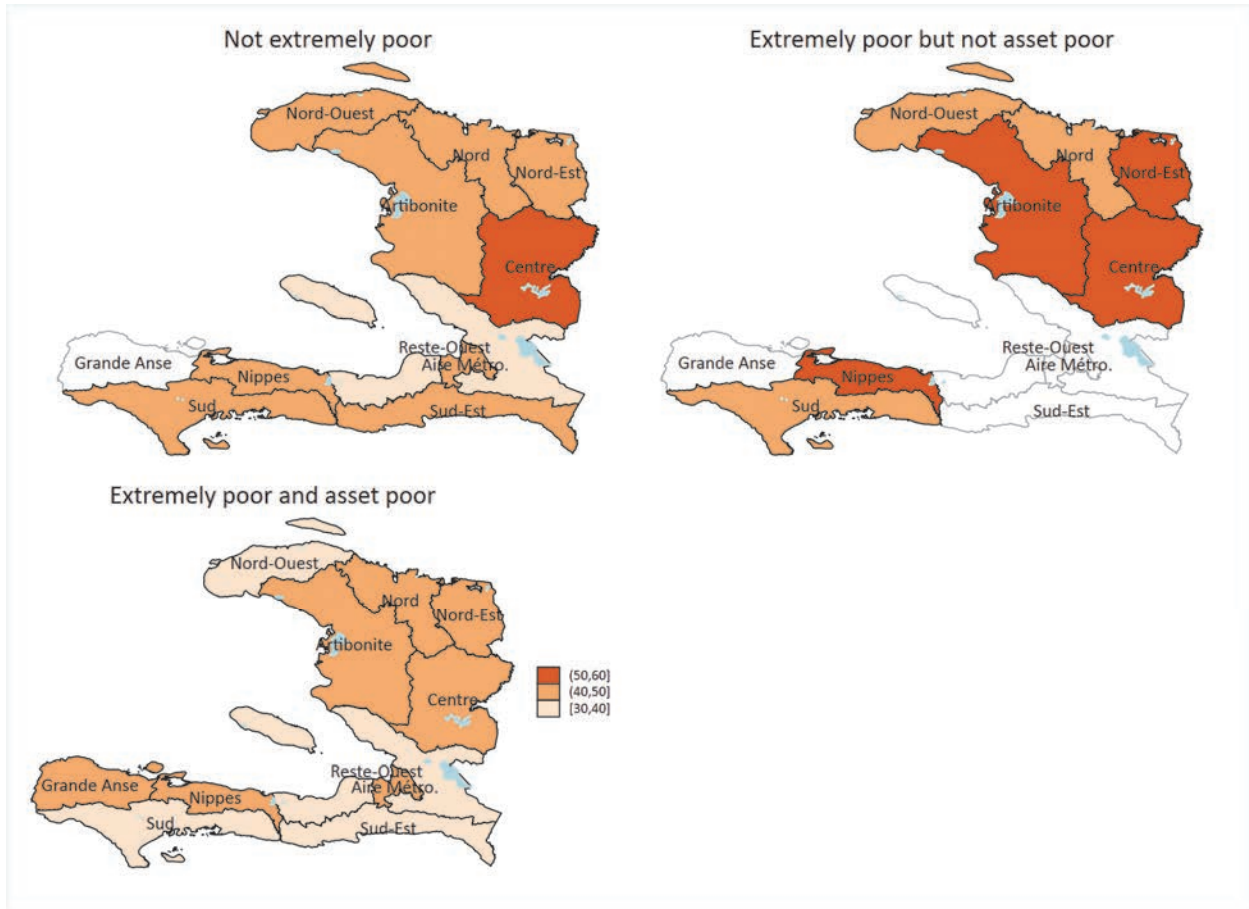 Not extremely poor
Nord-Ouest
Nord
Nord-Est
Artibonite
Centre
Reste-Ouest
Grande Anse
Aire Métro.
Nippes
Sud
Sud-Est
Extremely poor but not asset poor
Nord-Ouest
Nord
Nord-Est
Artibonite
Centre
Reste-Ouest
Grande Anse
Aire Métro.
Nippes
Sud
Sud-Est
Extremely poor and asset poor
Nord-Ouest
Nord
Nord-Est
Artibonite
Centre
Reste-Ouest
Grande Anse
Aire Métro.
Nippes
Sud
Sud-Est
(50,60]
(40,50]
[30,40]